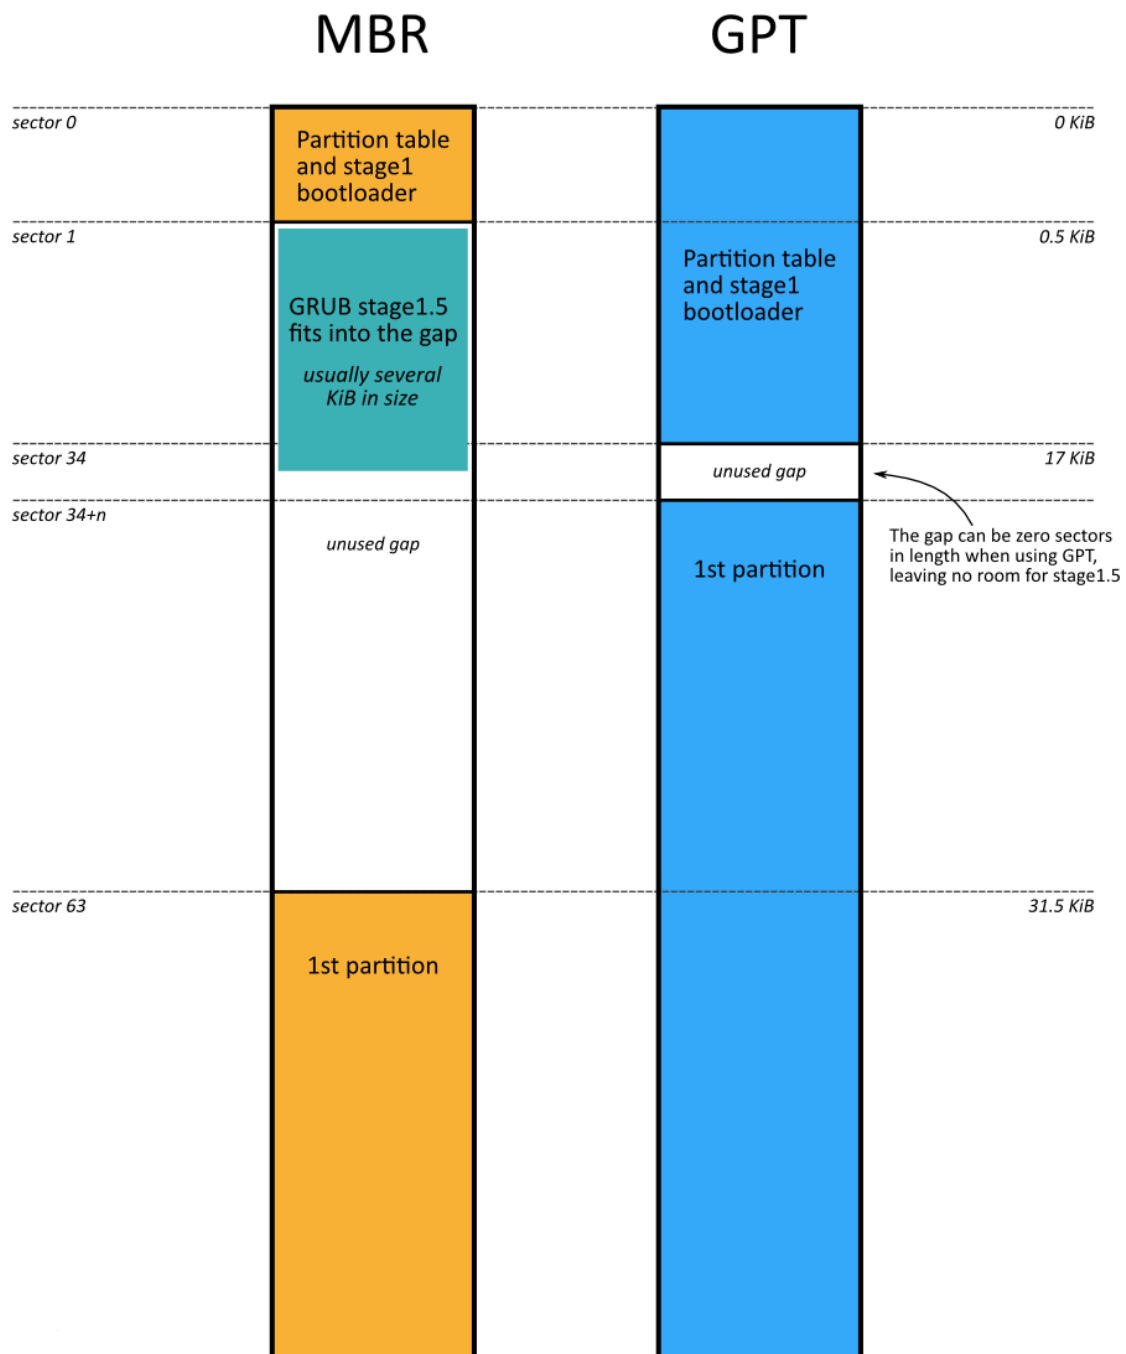 MBR
GPT
sector 0
0 KiB
Partition table
and stage1
bootloader
sector 1
0.5 KiB
Partition table
and stage1
bootloader
GRUB stage1.5
fits into the gap
usually several
KiB in size
sector 34
17 KiB
unused gap
sector 34+n
The gap can be zero sectors
in length when using GPT,
leaving no room for stage1.5
unused gap
1st partition
sector 63
31.5 KiB
1st partition